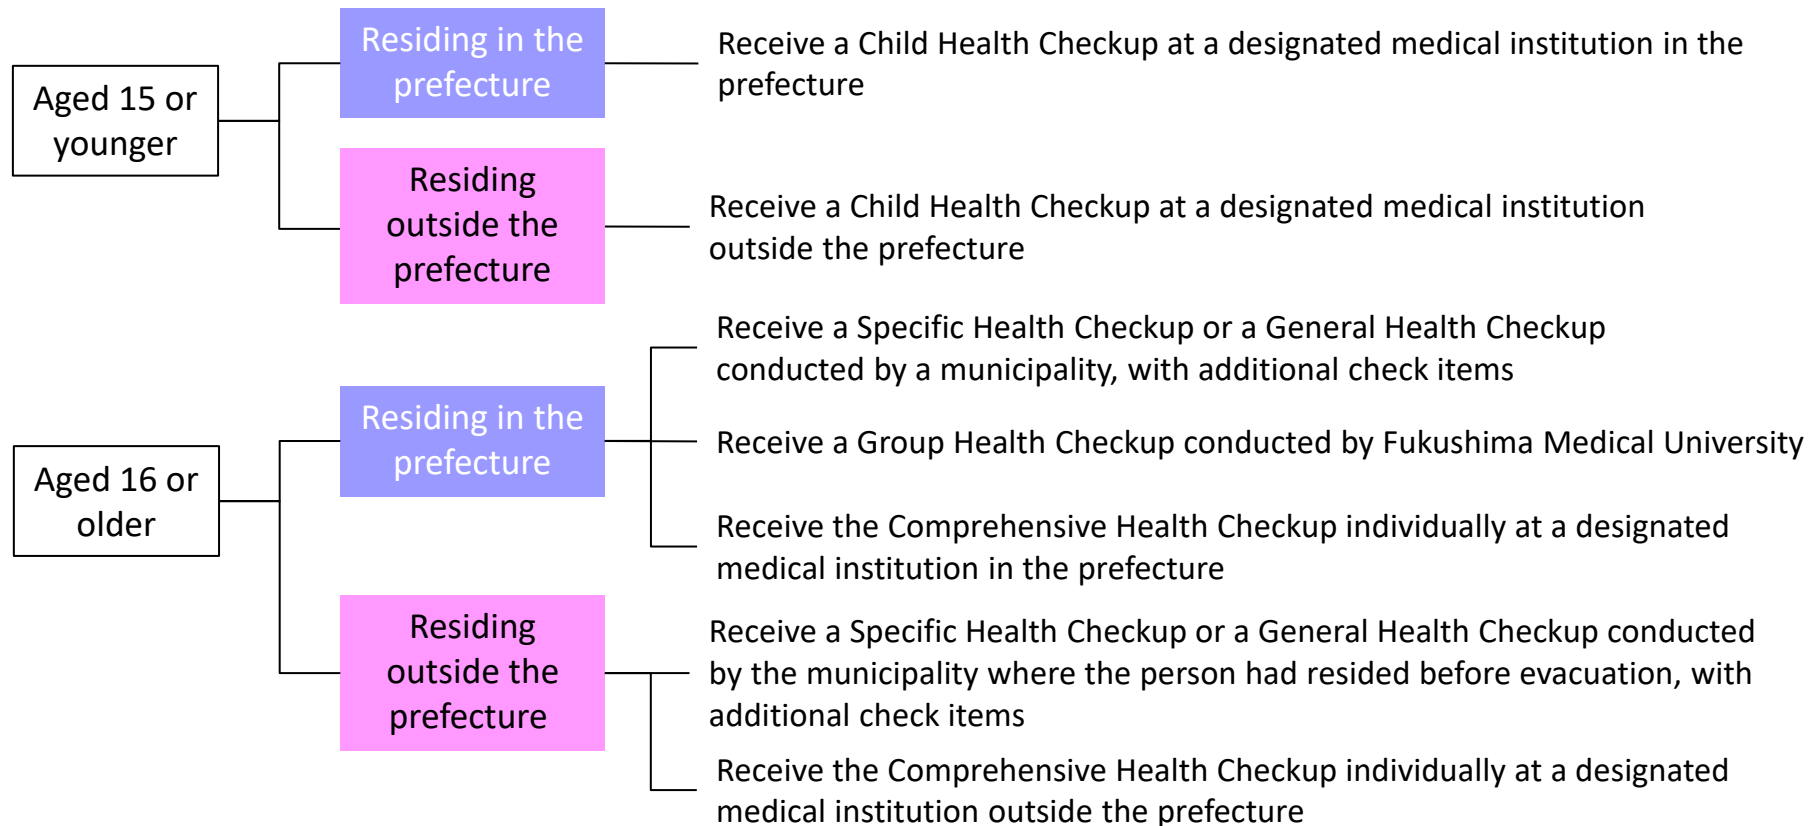 Aged 15 or
younger
Residing in the
prefecture
Receive a Child Health Checkup at a designated medical institution in the
prefecture
Residing
outside the
prefecture
Receive a Child Health Checkup at a designated medical institution
outside the prefecture
Aged 16 or
older
Residing in the
prefecture
Receive a Specific Health Checkup or a General Health Checkup
conducted by a municipality, with additional check items
Receive a Group Health Checkup conducted by Fukushima Medical University
Receive the Comprehensive Health Checkup individually at a designated
medical institution in the prefecture
Residing
outside the
prefecture
Receive a Specific Health Checkup or a General Health Checkup conducted
by the municipality where the person had resided before evacuation, with
additional check items
Receive the Comprehensive Health Checkup individually at a designated
medical institution outside the prefecture